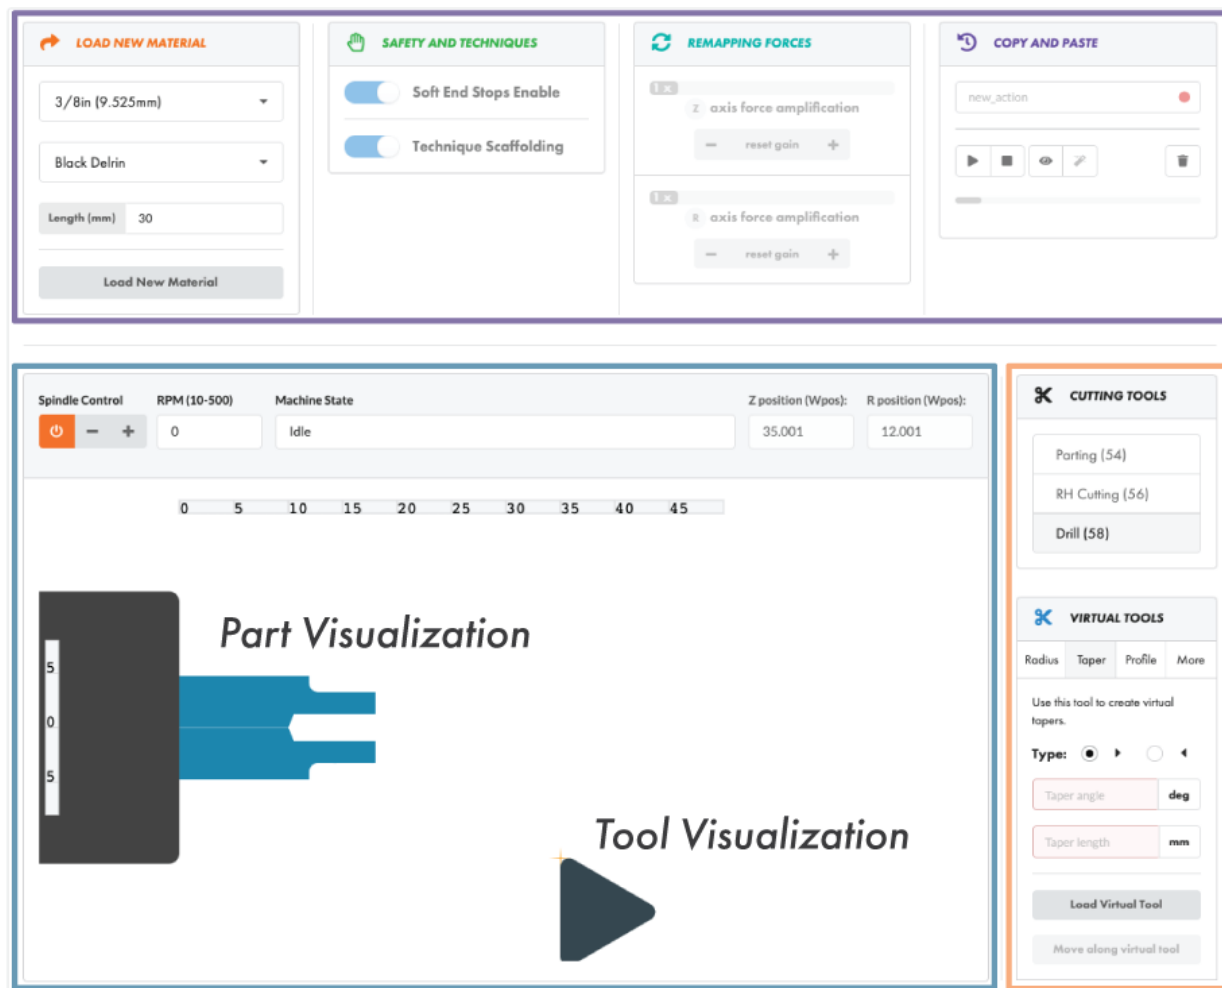 LOAD NEW MATERIAL
3/8in (9.525mm)
Black Delrin
Length (mm) 30
Load New Material
SAFETY AND TECHNIQUES
Soft End Stops Enable
Technique Scaffolding
REMAPPING FORCES
1 x
Z axis force amplification
− reset gain +
1 x
R axis force amplification
− reset gain +
COPY AND PASTE
new_action
Spindle Control RPM (10-500) Machine State Z position (Wpos): R position (Wpos):
− + 0 Idle 35.001 12.001
0 5 10 15 20 25 30 35 40 45
Part Visualization
5
0
5
Tool Visualization
CUTTING TOOLS
Parting (54)
RH Cutting (56)
Drill (58)
VIRTUAL TOOLS
Radius Taper Profile More
Use this tool to create virtual
tapers.
Type:
Taper angle deg
Taper length mm
Load Virtual Tool
Move along virtual tool